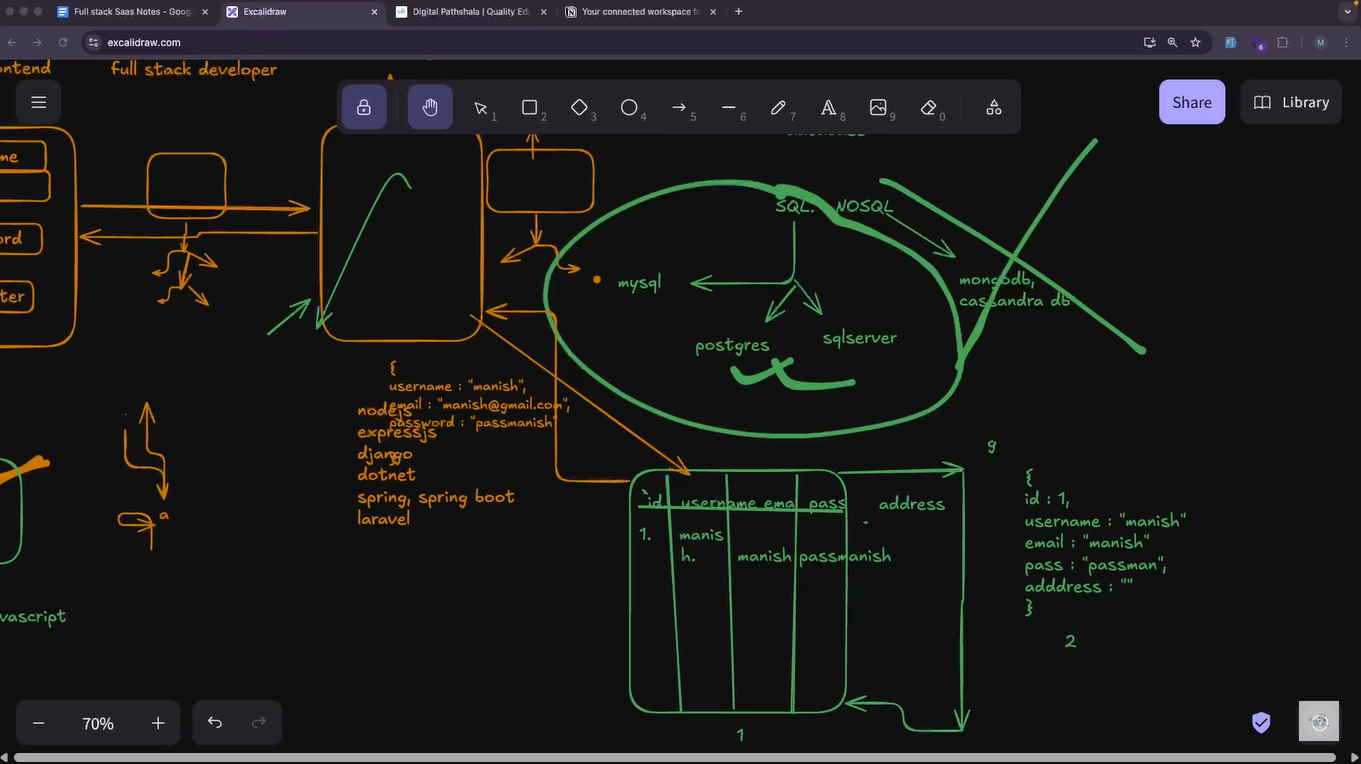 Full stack Saas Notes - Goog
Excalidraw
Digital Pathshala | Quality Edu
Your connected workspace fo
excalidraw.com
6
M
ontend
full stack developer
1
2
3
4
5
6
7
8
9
0
Share
Library
me
ord
ter
SQL. NOSQL
mysql
mongodb,
cassandra db
postgres
sqlserver
{
username : "manish",
email : "manish@gmail.com",
password : "passmanish"
}
nodejs
expressjs
django
dotnet
spring, spring boot
laravel
a
vascript
`id. username ema pass
address
1. manis
h. manish passmanish
1
g
{
id : 1,
username : "manish"
email : "manish"
pass : "passman",
adddress : ""
}
2
70%